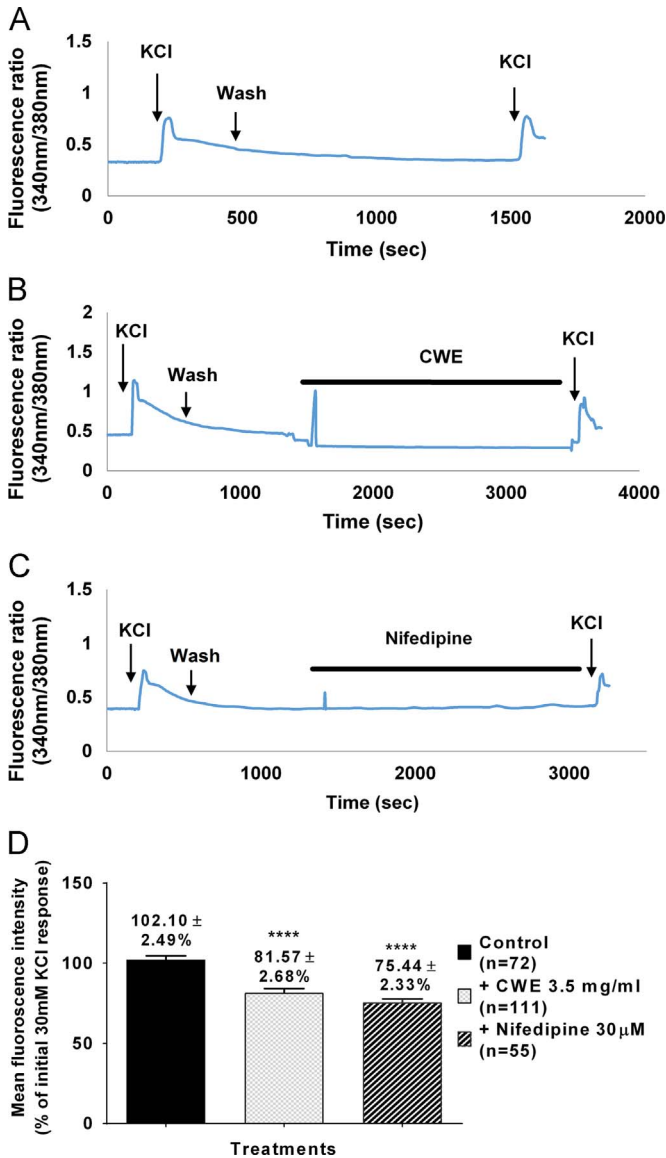 A
Fluorescence ratio
(340nm/380nm)
1.5
1
0.5
0
KCl
Wash
KCl
0 500 1000 1500 2000
Time (sec)
B
Fluorescence ratio
(340nm/380nm)
2
1.5
1
0.5
0
KCl
Wash
CWE
KCl
0 1000 2000 3000 4000
Time (sec)
C
Fluorescence ratio
(340nm/380nm)
1.5
1
0.5
0
KCl
Wash
Nifedipine
KCl
0 1000 2000 3000
Time (sec)
D
Mean fluoroscence intensity
(% of initial 30mM KCl response)
150
100
50
0
102.10 ±
2.49%
****
81.57 ±
2.68%
****
75.44 ±
2.33%
Treatments
Control
(n=72)
+ CWE 3.5 mg/ml
(n=111)
+ Nifedipine 30µM
(n=55)